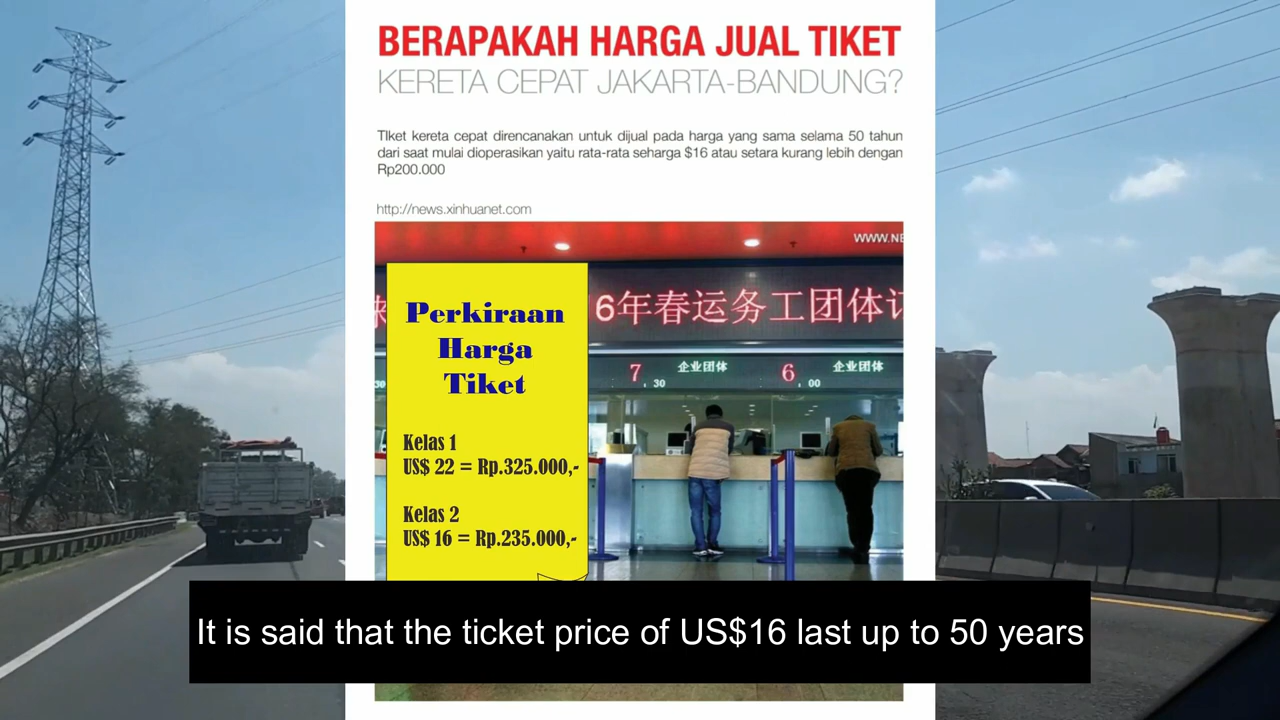 BERAPAKAH HARGA JUAL TIKET
KERETA CEPAT JAKARTA-BANDUNG?
TIket kereta cepat direncanakan untuk dijual pada harga yang sama selama 50 tahun
dari saat mulai dioperasikan yaitu rata-rata seharga $16 atau setara kurang lebih dengan
Rp200.000
http://news.xinhuanet.com
WWW.NE
6年春运务工团体订
7 企业团体
30
6 企业团体
00
30
Perkiraan
Harga
Tiket
Kelas 1
US$ 22 = Rp.325.000,-
Kelas 2
US$ 16 = Rp.235.000,-
It is said that the ticket price of US$16 last up to 50 years